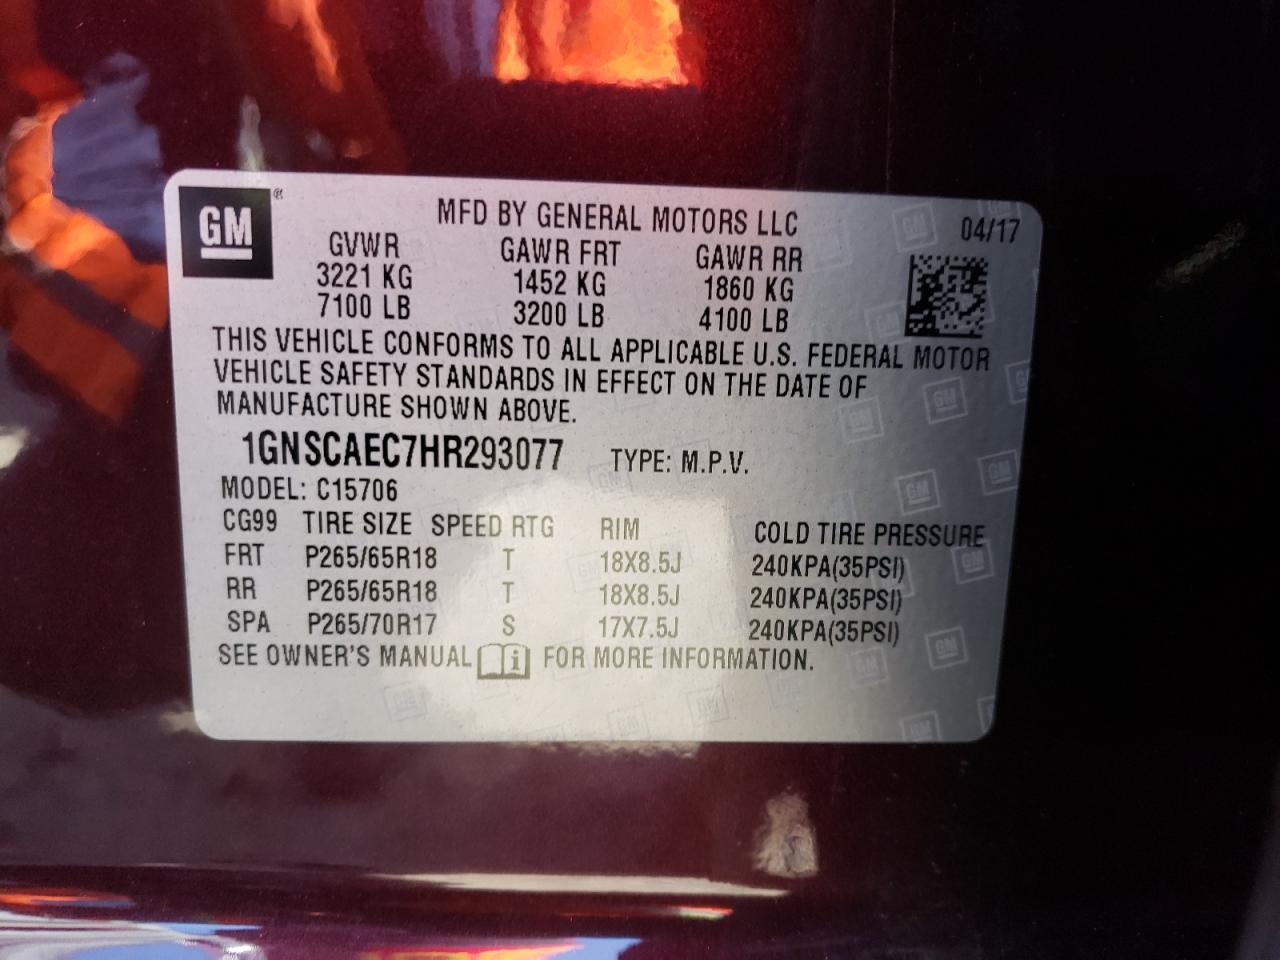 GM ®
MFD BY GENERAL MOTORS LLC 04/17
GVWR GAWR FRT GAWR RR
3221 KG 1452 KG 1860 KG
7100 LB 3200 LB 4100 LB
THIS VEHICLE CONFORMS TO ALL APPLICABLE U.S. FEDERAL MOTOR
VEHICLE SAFETY STANDARDS IN EFFECT ON THE DATE OF
MANUFACTURE SHOWN ABOVE.
1GNSCAEC7HR293077 TYPE: M.P.V.
MODEL: C15706
CG99 TIRE SIZE SPEED RTG RIM COLD TIRE PRESSURE
FRT P265/65R18 T 18X8.5J 240KPA(35PSI)
RR P265/65R18 T 18X8.5J 240KPA(35PSI)
SPA P265/70R17 S 17X7.5J 240KPA(35PSI)
SEE OWNER'S MANUAL i FOR MORE INFORMATION.